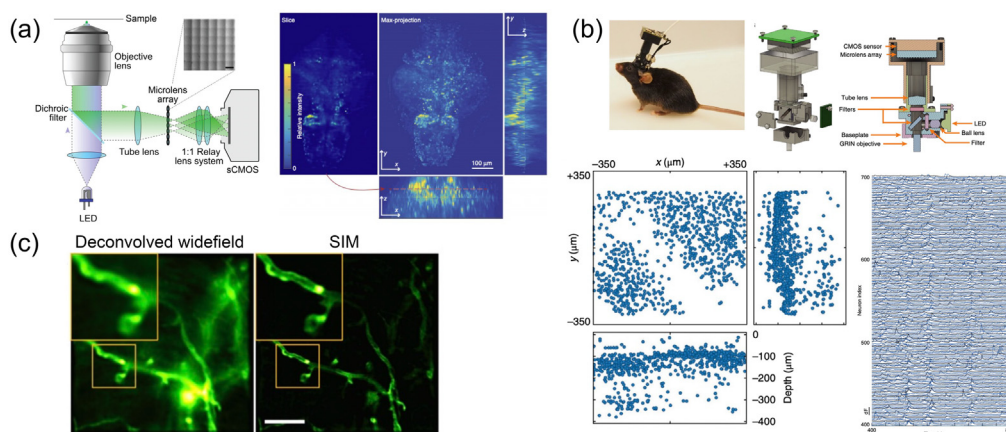 (a)
Sample
Objective
lens
Dichroic
filter
Microlens
array
Tube lens
1:1 Relay
lens system
sCMOS
LED
Slice
Max-projection
1
Relative intensity
0
y
x
100 μm
y
x
y
z
z
x
z
x
(b)
CMOS sensor
Microlens array
Tube lens
Filters
Baseplate
GRIN objective
LED
Ball lens
Filter
−350
x (μm)
+350
−350
+350
+350
y (μm)
−350
0
−100
−200
−300
−400
Depth (μm)
700
600
500
400
Neuron index
400
(c)
Deconvolved widefield
SIM